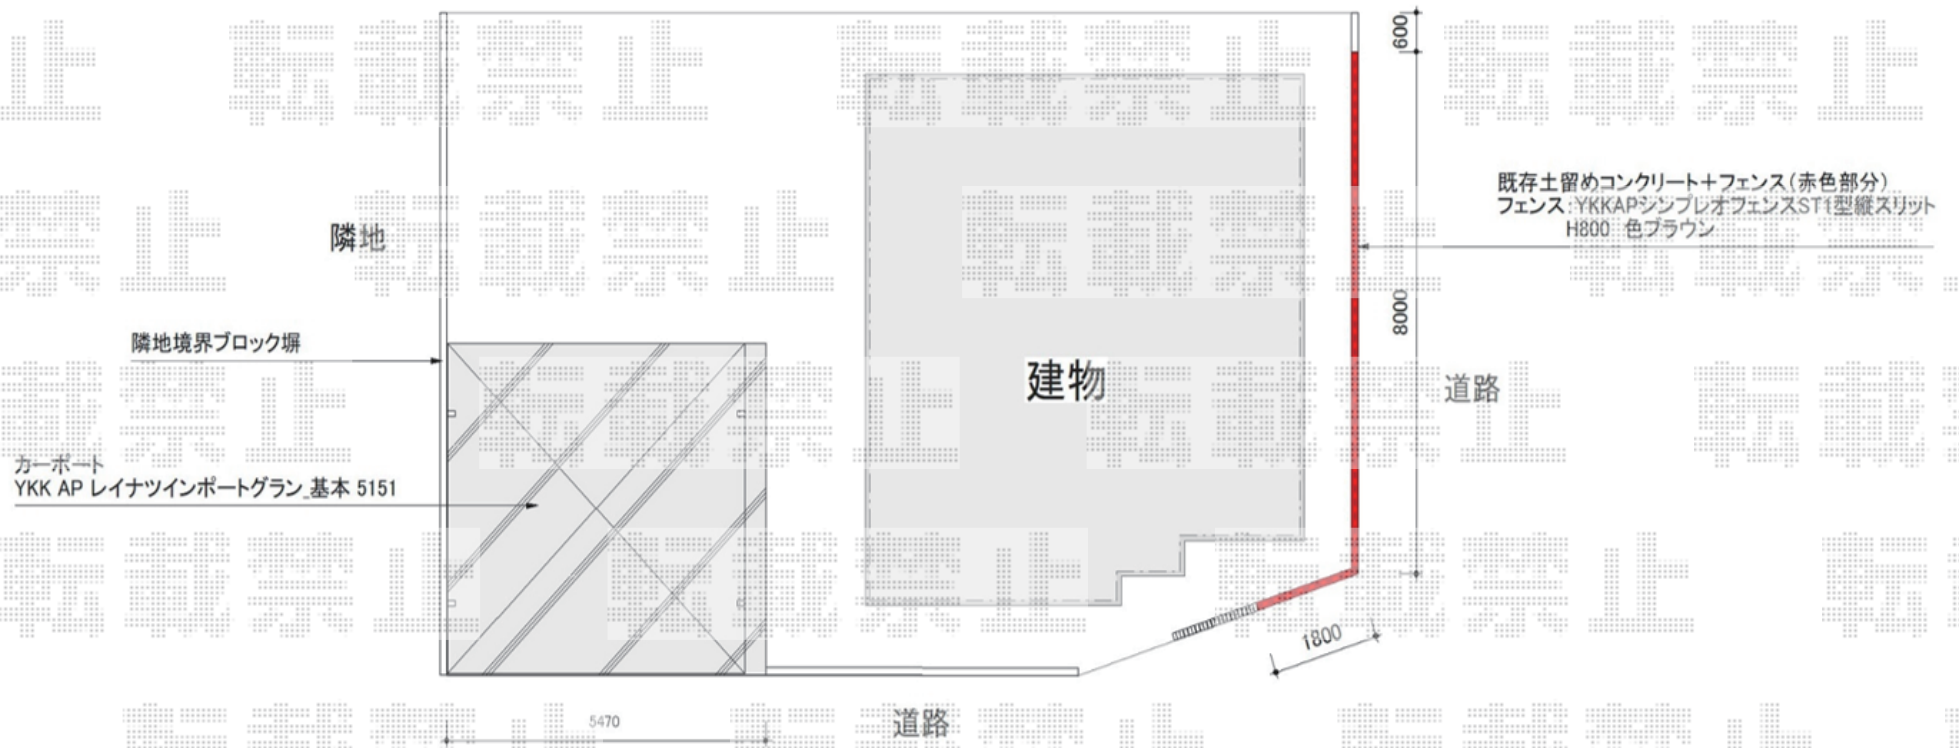 600
既存土留めコンクリート+フェンス(赤色部分)
フェンス:YKKAPシンプレオフェンスST1型縦スリット
H800 色ブラウン
隣地
8000
隣地境界ブロック塀
建物
道路
カーポート
YKK AP レイナツインポートグラン_基本 5151
1800
5470
道路
転載禁止